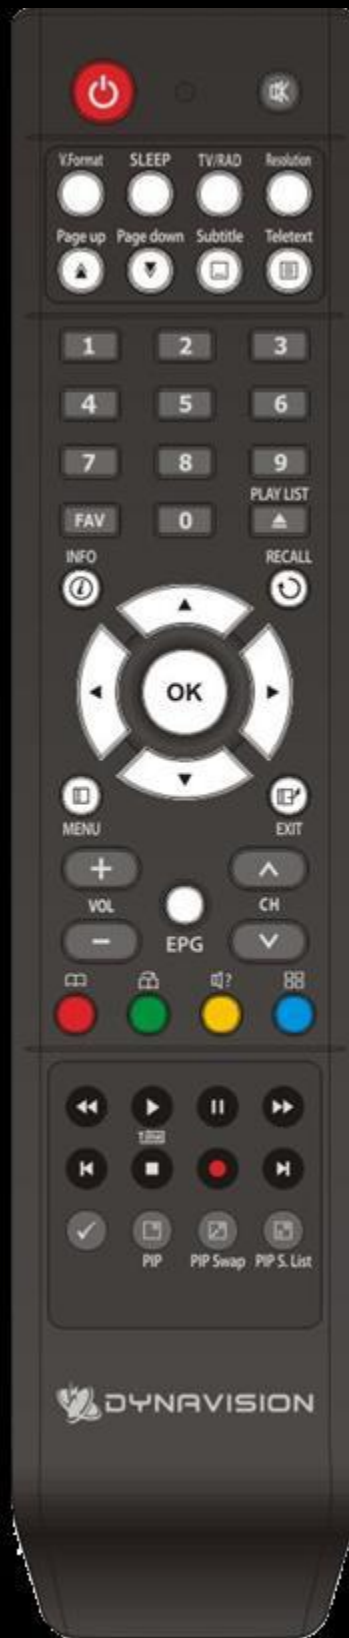 V.Format SLEEP TV/RAD Resolution
Page up Page down Subtitle Teletext
1 2 3
4 5 6
7 8 9
PLAY LIST
FAV 0
INFO RECALL
OK
MENU EXIT
VOL CH
EPG
PIP PIP Swap PIP S. List
DYNAVISION